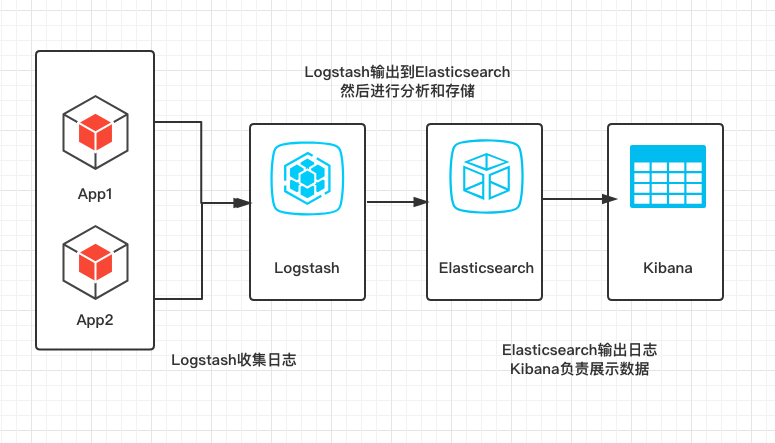 Logstash输出到Elasticsearch
然后进行分析和存储
App1
App2
Logstash
Elasticsearch
Kibana
Logstash收集日志
Elasticsearch输出日志
Kibana负责展示数据